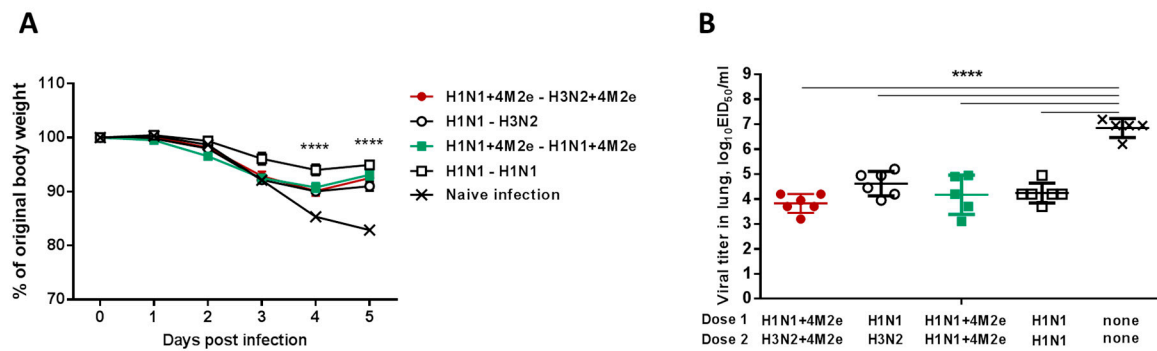 A
% of original body weight
110
100
90
80
70
0 1 2 3 4 5
Days post infection
**** ****
H1N1+4M2e - H3N2+4M2e
H1N1 - H3N2
H1N1+4M2e - H1N1+4M2e
H1N1 - H1N1
Naive infection
B
Viral titer in lung, log10EID50/ml
9
8
7
6
5
4
3
2
1
0
****
Dose 1 H1N1+4M2e H1N1 H1N1+4M2e H1N1 none
Dose 2 H3N2+4M2e H3N2 H1N1+4M2e H1N1 none